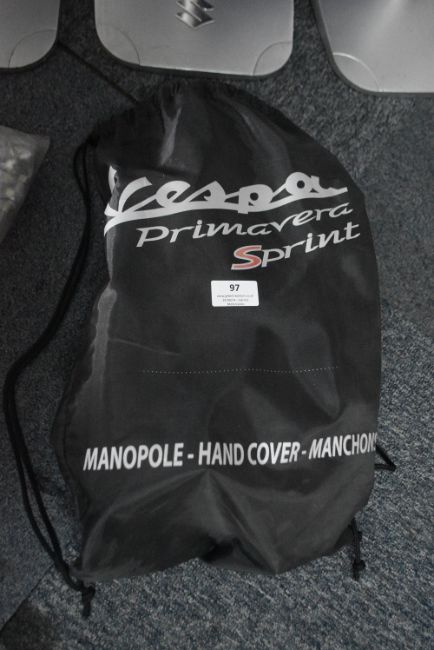 Vespa
Primavera
Sprint
97
MANOPOLE - HAND COVER - MANCHONS